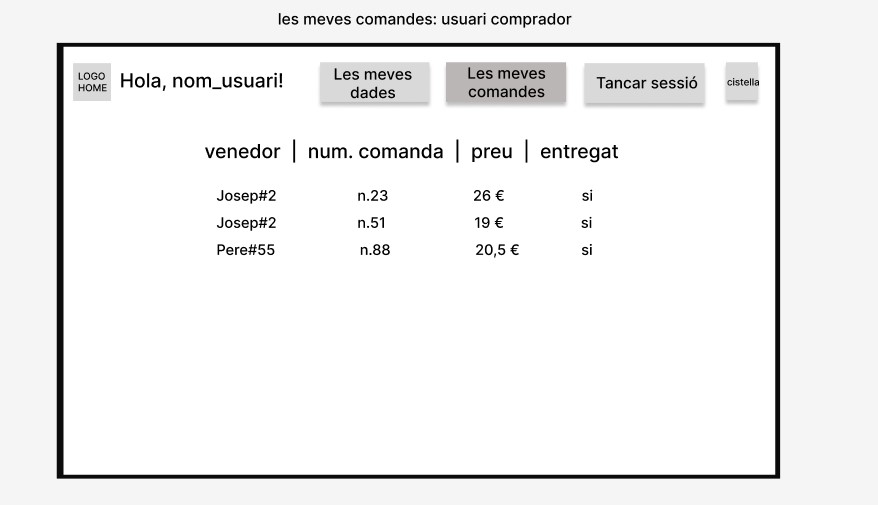 les meves comandes: usuari comprador
LOGO
HOME
Hola, nom_usuari!
Les meves
dades
Les meves
comandes
Tancar sessió
cistella
venedor | num. comanda | preu | entregat
Josep#2 n.23 26 € si
Josep#2 n.51 19 € si
Pere#55 n.88 20,5 € si